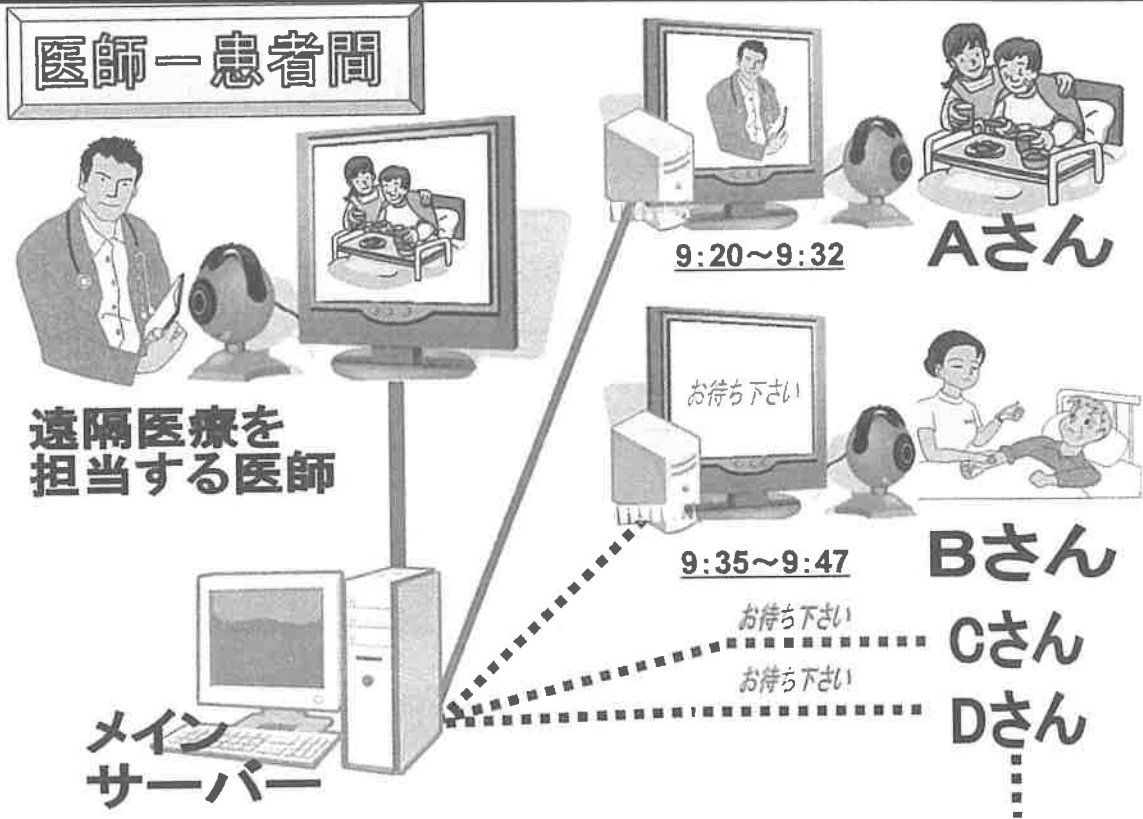 医師－患者間
遠隔医療を
担当する医師
メイン
サーバー
9:20～9:32
Aさん
お待ち下さい
9:35～9:47
Bさん
お待ち下さい
Cさん
お待ち下さい
Dさん